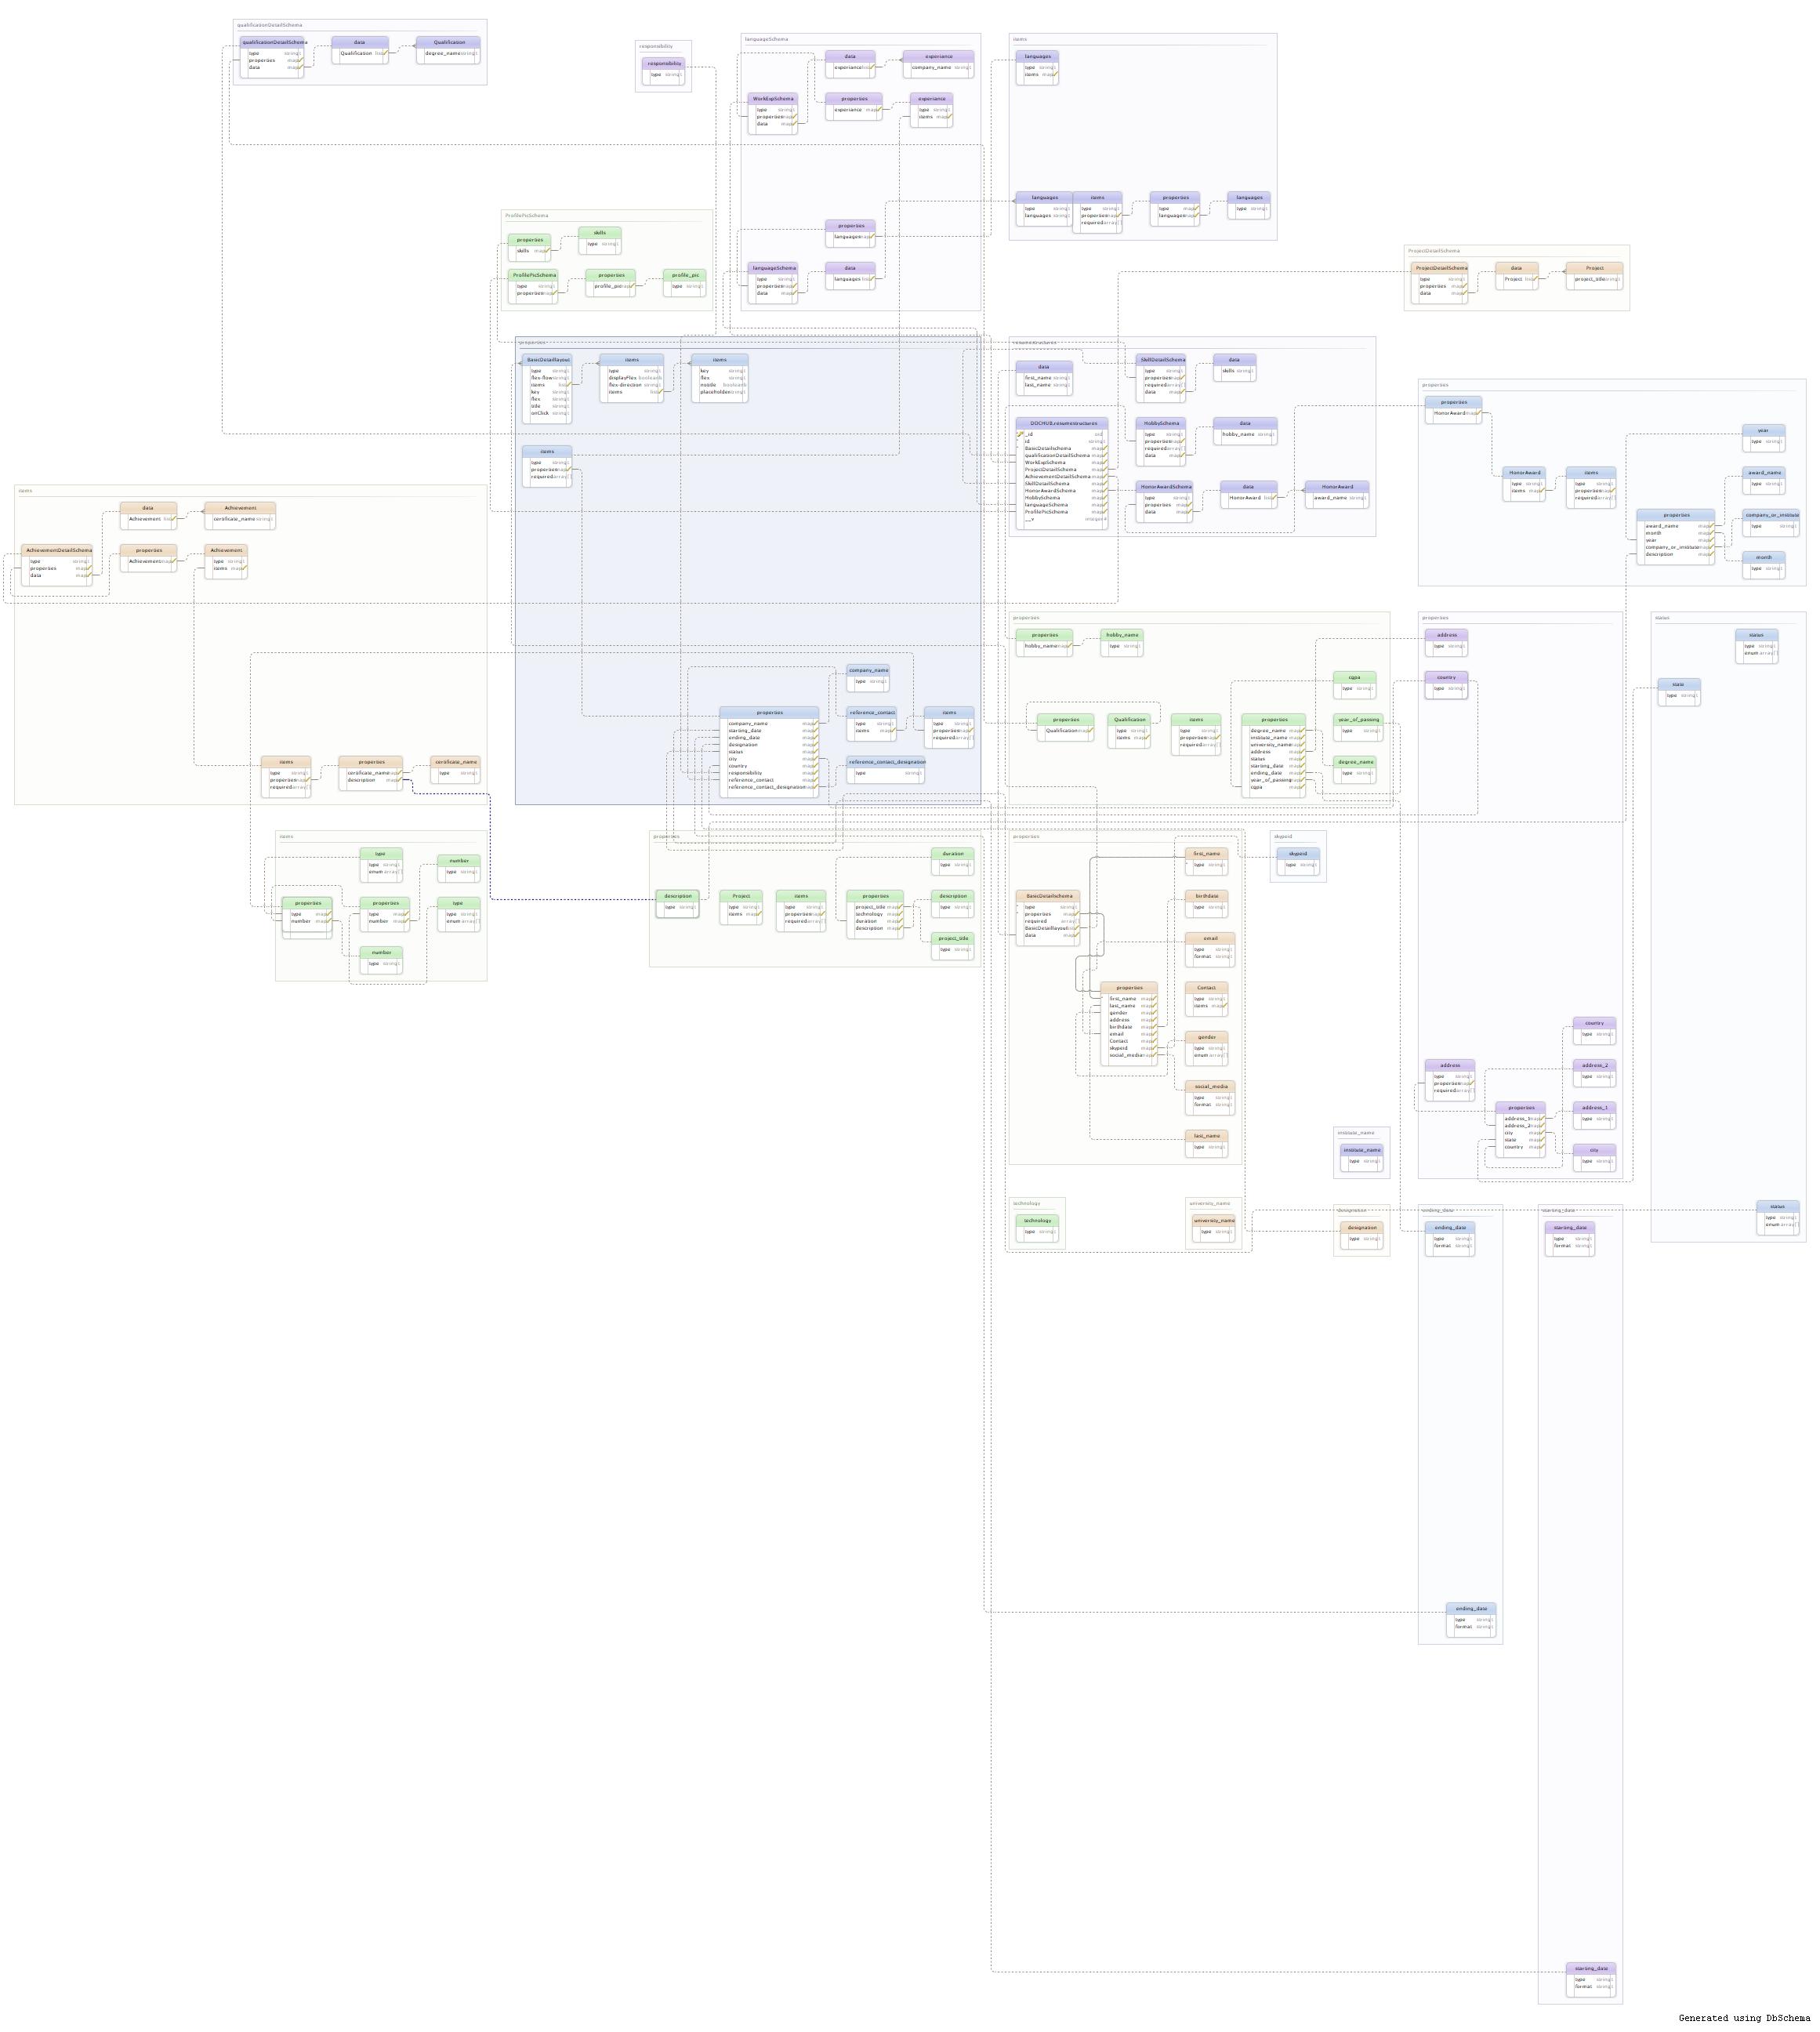 qualificationDetailSchema
qualificationDetailSchema
type string
properties map
data map
data
Qualification list
Qualification
degree_name string
responsibility
responsibility
type string
languageSchema
data
experiance list
experiance
company_name string
WorkExpSchema
type string
properties map
data map
properties
experiance map
experiance
type string
items map
properties
languages map
languageSchema
type string
properties map
data map
data
languages list
items
languages
type string
items map
languages
type string
languages string
items
type string
properties map
required array[]
properties
type map
languages map
languages
type string
ProfilePicSchema
properties
skills map
skills
type string
ProfilePicSchema
type string
properties map
properties
profile_pic map
profile_pic
type string
ProjectDetailSchema
ProjectDetailSchema
type string
properties map
data map
data
Project list
Project
project_title string
properties
BasicDetaillayout
type string
flex-flow string
items list
key string
flex string
title string
onClick string
items
type string
displayFlex boolean
flex-direction string
items list
items
key string
flex string
mobile boolean
placeholder string
items
type string
properties map
required array[]
company_name
type string
properties
company_name map
starting_date map
ending_date map
designation map
status map
city map
country map
responsibility map
reference_contact map
reference_contact_designation map
reference_contact
type string
items map
items
type string
properties map
required array[]
reference_contact_designation
type string
data
first_name string
last_name string
SkillDetailSchema
type string
properties map
required array[]
data map
data
skills string
DOCHUB.resumestructures
_id oid
id string
BasicDetailschema map
qualificationDetailSchema map
WorkExpSchema map
ProjectDetailSchema map
AchievementDetailSchema map
SkillDetailSchema map
HonorAwardSchema map
HobbySchema map
languageSchema map
ProfilePicSchema map
__v integer
HobbySchema
type string
properties map
required array[]
data map
data
hobby_name string
HonorAwardSchema
type string
properties map
data map
data
HonorAward list
HonorAward
award_name string
properties
properties
HonorAward map
year
type string
HonorAward
type string
items map
items
type string
properties map
required array[]
award_name
type string
properties
award_name map
month map
year map
company_or_institute map
description map
company_or_institute
type string
month
type string
items
data
Achievement list
Achievement
certificate_name string
AchievementDetailSchema
type string
properties map
data map
properties
Achievement map
Achievement
type string
items map
items
type string
properties map
required array[]
properties
certificate_name map
description map
certificate_name
type string
properties
properties
hobby_name map
hobby_name
type string
cgpa
type string
properties
Qualification map
Qualification
type string
items map
items
type string
properties map
required array[]
properties
degree_name map
institute_name map
university_name map
address map
status map
starting_date map
ending_date map
year_of_passing map
cgpa map
year_of_passing
type string
degree_name
type string
properties
address
type string
country
type string
country
type string
address
type string
properties map
required array[]
address_2
type string
properties
address_1 map
address_2 map
city map
state map
country map
address_1
type string
city
type string
status
status
type string
enum array[]
state
type string
status
type string
enum array[]
items
type
type string
enum array[]
number
type string
properties
type map
number map
properties
type map
number map
type
type string
enum array[]
number
type string
properties
duration
type string
description
type string
Project
type string
items map
items
type string
properties map
required array[]
properties
project_title map
technology map
duration map
description map
description
type string
project_title
type string
properties
first_name
type string
BasicDetailschema
type string
properties map
required array[]
BasicDetaillayout list
data map
birthdate
type string
email
type string
format string
properties
first_name map
last_name map
gender map
address map
birthdate map
email map
Contact map
skypeid map
social_media map
Contact
type string
items map
gender
type string
enum array[]
social_media
type string
format string
last_name
type string
skypeid
skypeid
type string
institute_name
institute_name
type string
technology
technology
type string
university_name
university_name
type string
designation
designation
type string
ending_date
ending_date
type string
format string
ending_date
type string
format string
starting_date
starting_date
type string
format string
starting_date
type string
format string
Generated using DbSchema